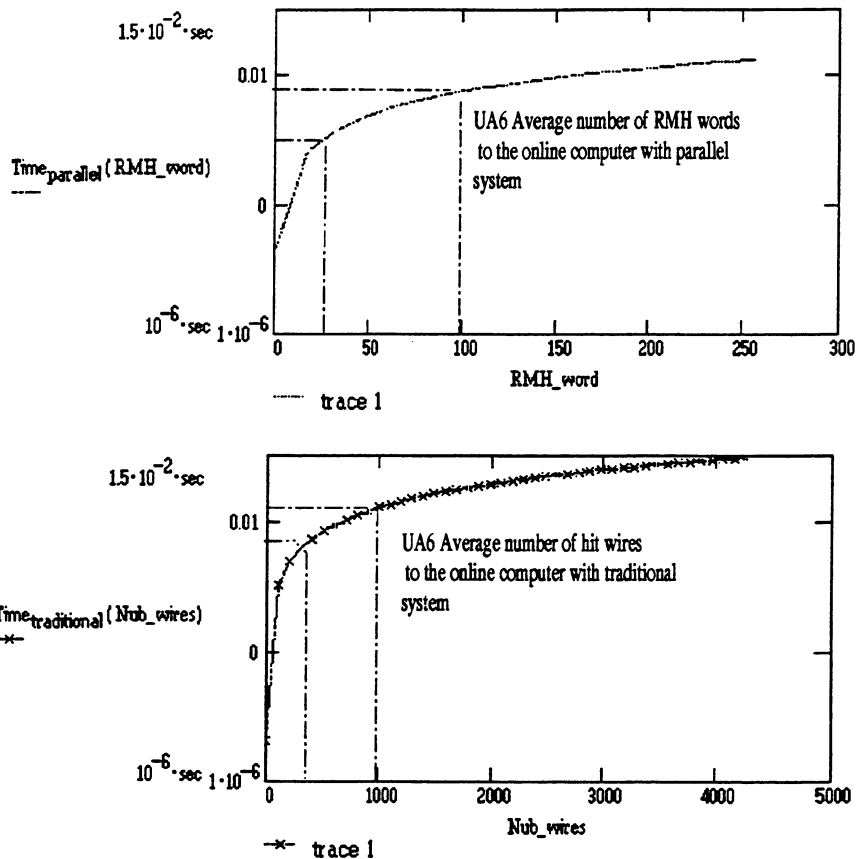 1.5·10⁻²·sec
0.01
UA6 Average number of RMH words
to the online computer with parallel
system
Time_parallel(RMH_word)
0
10⁻⁶·sec 1·10⁻⁶
0 50 100 150 200 250 300
RMH_word
trace 1
1.5·10⁻²·sec
0.01
UA6 Average number of hit wires
to the online computer with traditional
system
Time_traditional(Nub_wires)
0
10⁻⁶·sec 1·10⁻⁶
0 1000 2000 3000 4000 5000
Nub_wires
trace 1